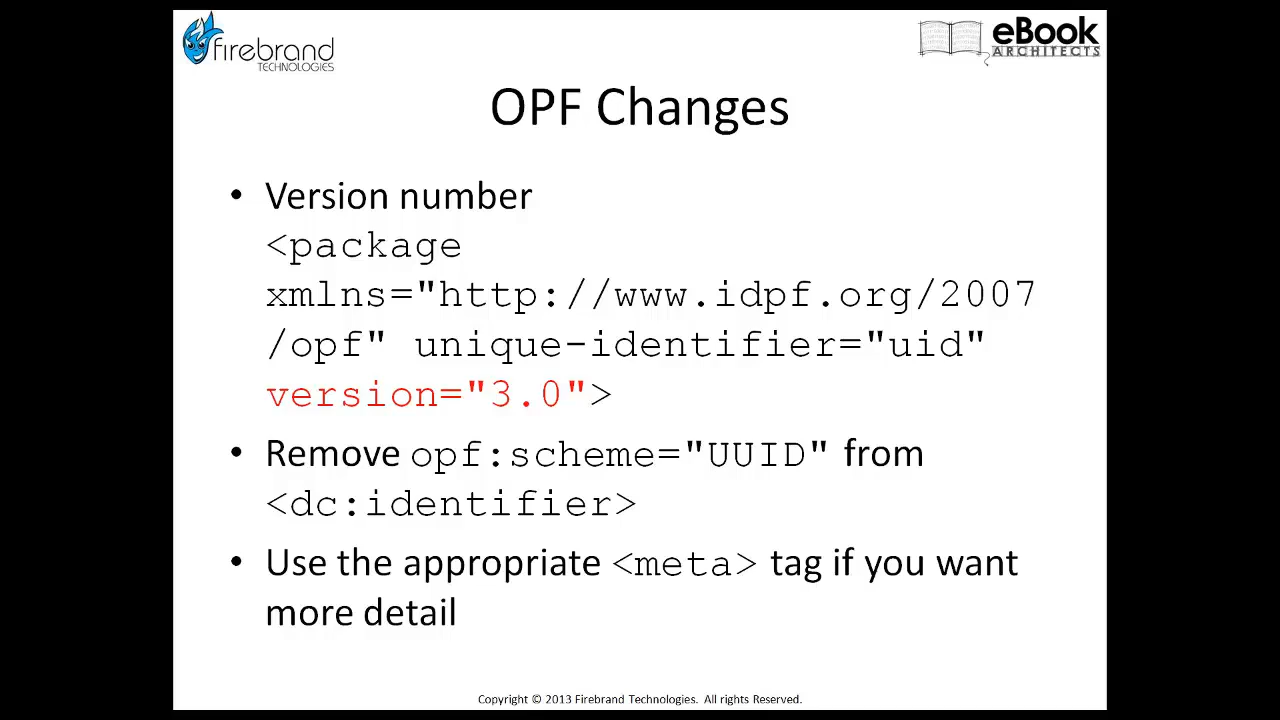 firebrand
TECHNOLOGIES
eBook
ARCHITECTS
OPF Changes
• Version number
<package
xmlns="http://www.idpf.org/2007
/opf" unique-identifier="uid"
version="3.0">
• Remove opf:scheme="UUID" from
<dc:identifier>
• Use the appropriate <meta> tag if you want
more detail
Copyright © 2013 Firebrand Technologies. All rights Reserved.